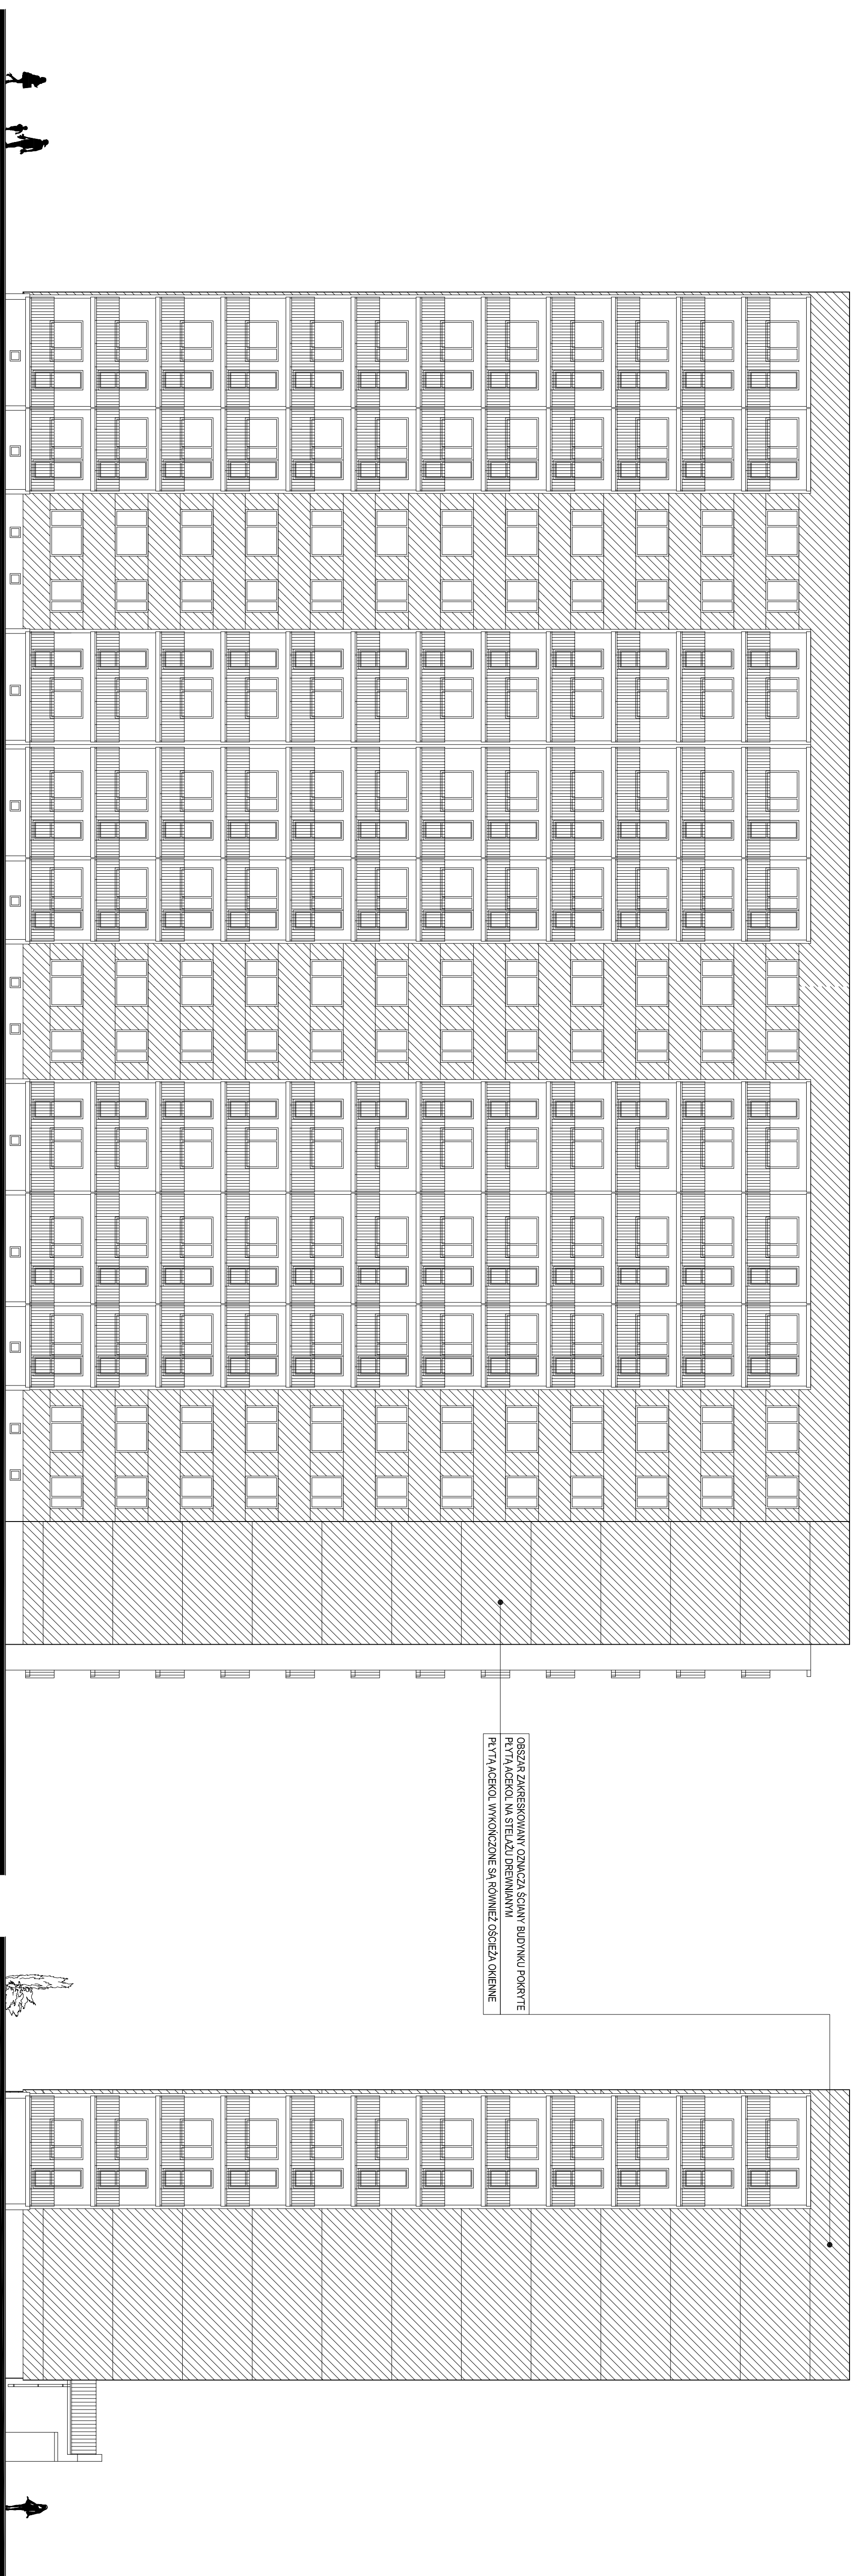 OBSZAR ZAKRESKOWANY OZNACZA ŚCIANY BUDYNKU POKRYTE
PŁYTĄ ACEKOL NA STELAŻU DREWNIANYM
PŁYTĄ ACEKOL WYKOŃCZONE SĄ RÓWNIEŻ OŚCIEŻA OKIENNE